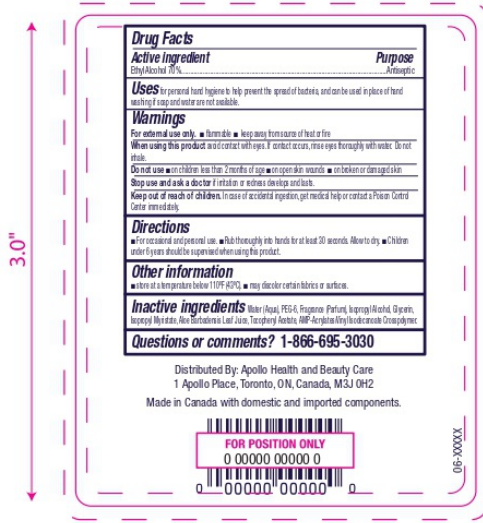 Drug Facts
Active ingredient Purpose
Ethyl Alcohol 70%........Antiseptic
Uses for personal hand hygiene to help prevent the spread of bacteria, and can be used in place of hand
washing if soap and water are not available.
Warnings
For external use only. ■ flammable ■ keep away from source of heat or fire
When using this product avoid contact with eyes. If contact occurs, rinse eyes thoroughly with water. Do not
inhale.
Do not use ■ on children less than 2 months of age ■ on open skin wounds ■ on broken or damaged skin
Stop use and ask a doctor if irritation or redness develops and lasts.
Keep out of reach of children. In case of accidental ingestion, get medical help or contact a Poison Control
Center immediately.
Directions
■ For occasional and personal use. ■ Rub thoroughly into hands for at least 30 seconds. Allow to dry. ■ Children
under 6 years should be supervised when using this product.
Other information
■ store at a temperature below 110°F (43°C). ■ may discolor certain fabrics or surfaces.
Inactive ingredients Water (Aqua), PEG-6, Fragrance (Parfum), Isopropyl Alcohol, Glycerin,
Isopropyl Myristate, Aloe Barbadensis Leaf Juice, Tocopheryl Acetate, AMP-Acrylates/Vinyl Isodecanoate Crosspolymer.
Questions or comments? 1-866-695-3030
Distributed By: Apollo Health and Beauty Care
1 Apollo Place, Toronto, ON, Canada, M3J 0H2
Made in Canada with domestic and imported components.
FOR POSITION ONLY
0 00000 00000 0
0 00000 00000 0
06-XXXXX
3.0"